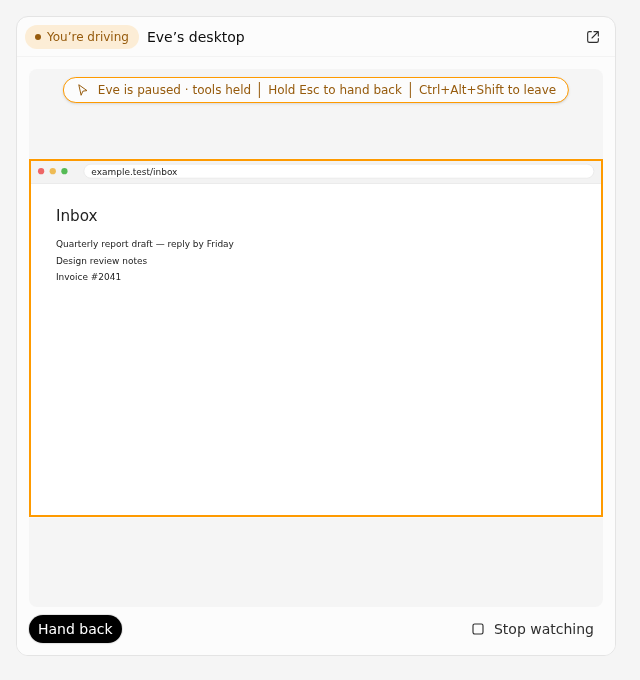 You're driving
Eve's desktop
Eve is paused · tools held | Hold Esc to hand back | Ctrl+Alt+Shift to leave
example.test/inbox
Inbox
Quarterly report draft — reply by Friday
Design review notes
Invoice #2041
Hand back
Stop watching